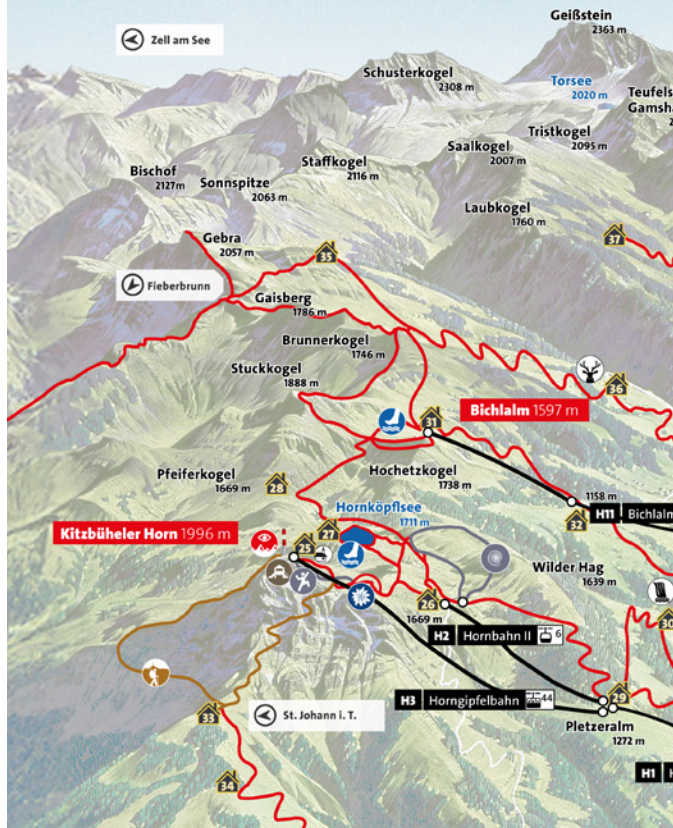 Geißstein
2363 m
Zell am See
Schusterkogel
2308 m
Torsee
2020 m
Teufels
Gamsha
2
Tristkogel
2095 m
Saalkogel
2007 m
Staffkogel
2116 m
Bischof
2127m
Sonnspitze
2063 m
Laubkogel
1760 m
37
Gebra
2057 m
35
Fieberbrunn
Gaisberg
1786 m
Brunnerkogel
1746 m
Stuckkogel
1888 m
36
Bichlalm 1597 m
31
Hochetzkogel
1738 m
Pfeiferkogel
1669 m
28
1158 m
H11 Bichlalm
32
Hornköpflsee
1711 m
Kitzbüheler Horn 1996 m
27
25
Wilder Hag
1639 m
26
1669 m
30
H2 Hornbahn II 6
29
H3 Horngipfelbahn 44
33
St. Johann i. T.
Pletzeralm
1272 m
34
H1 H